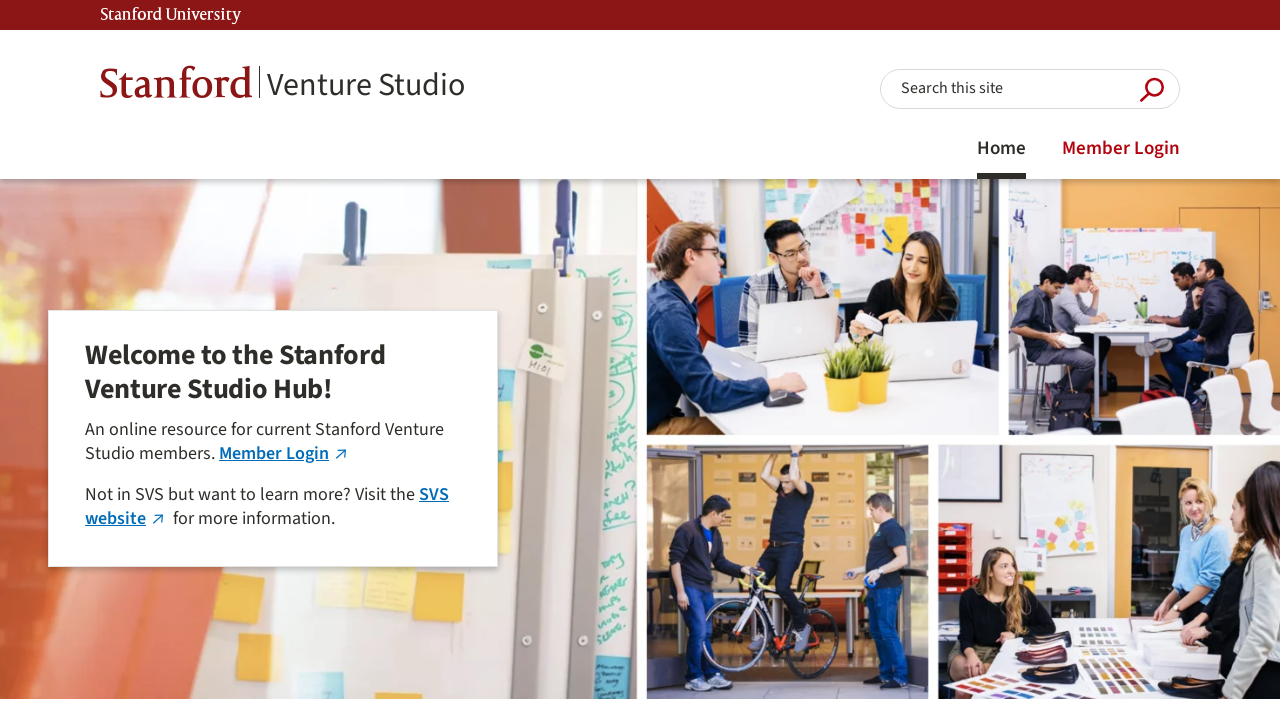 Stanford University
Stanford Venture Studio
Search this site
Home Member Login
Welcome to the Stanford
Venture Studio Hub!
An online resource for current Stanford Venture
Studio members. Member Login
Not in SVS but want to learn more? Visit the SVS
website for more information.